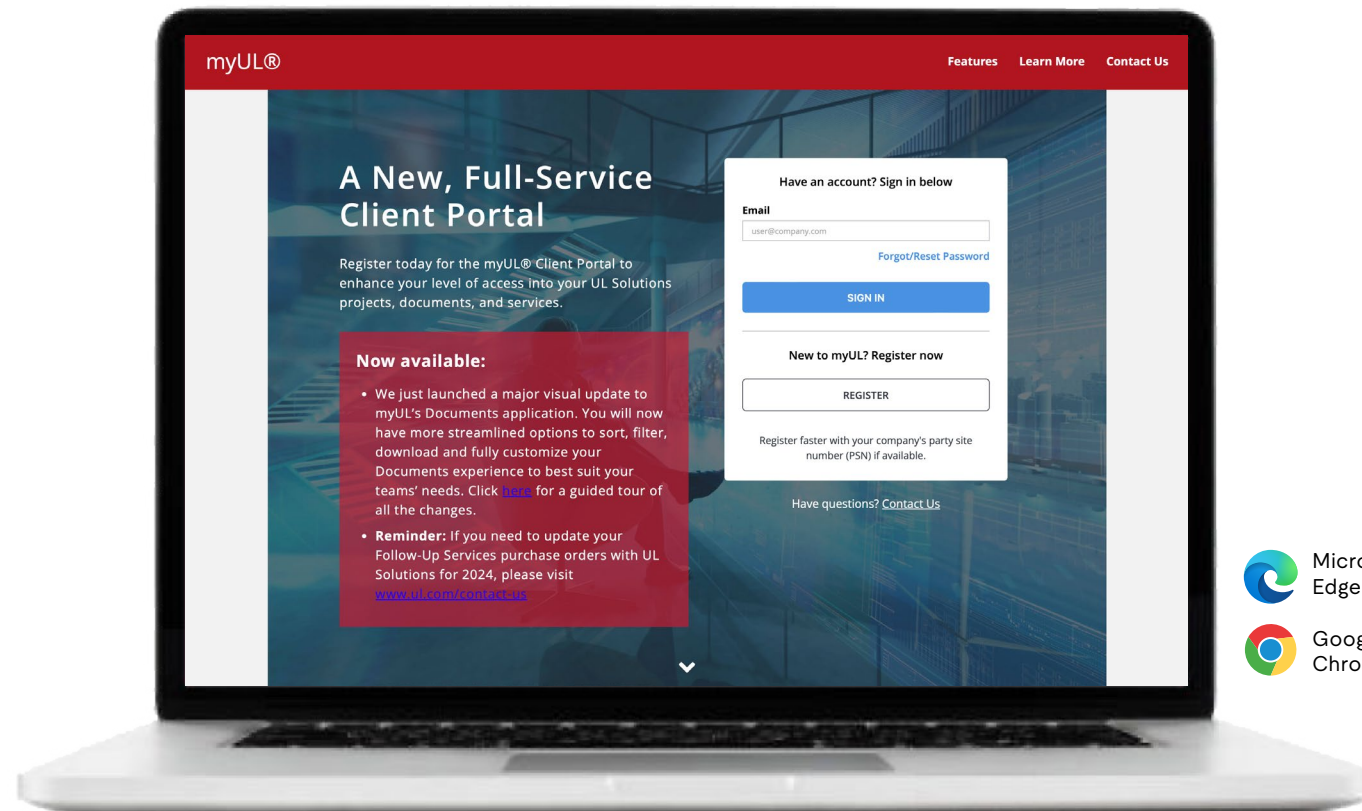 myUL®
Features Learn More Contact Us
A New, Full-Service
Client Portal
Register today for the myUL® Client Portal to
enhance your level of access into your UL Solutions
projects, documents, and services.
Now available:
• We just launched a major visual update to
myUL's Documents application. You will now
have more streamlined options to sort, filter,
download and fully customize your
Documents experience to best suit your
teams' needs. Click here for a guided tour of
all the changes.
• Reminder: If you need to update your
Follow-Up Services purchase orders with UL
Solutions for 2024, please visit
www.ul.com/contact-us
Have an account? Sign in below
Email
user@company.com
Forgot/Reset Password
SIGN IN
New to myUL? Register now
REGISTER
Register faster with your company's party site
number (PSN) if available.
Have questions? Contact Us
Edge